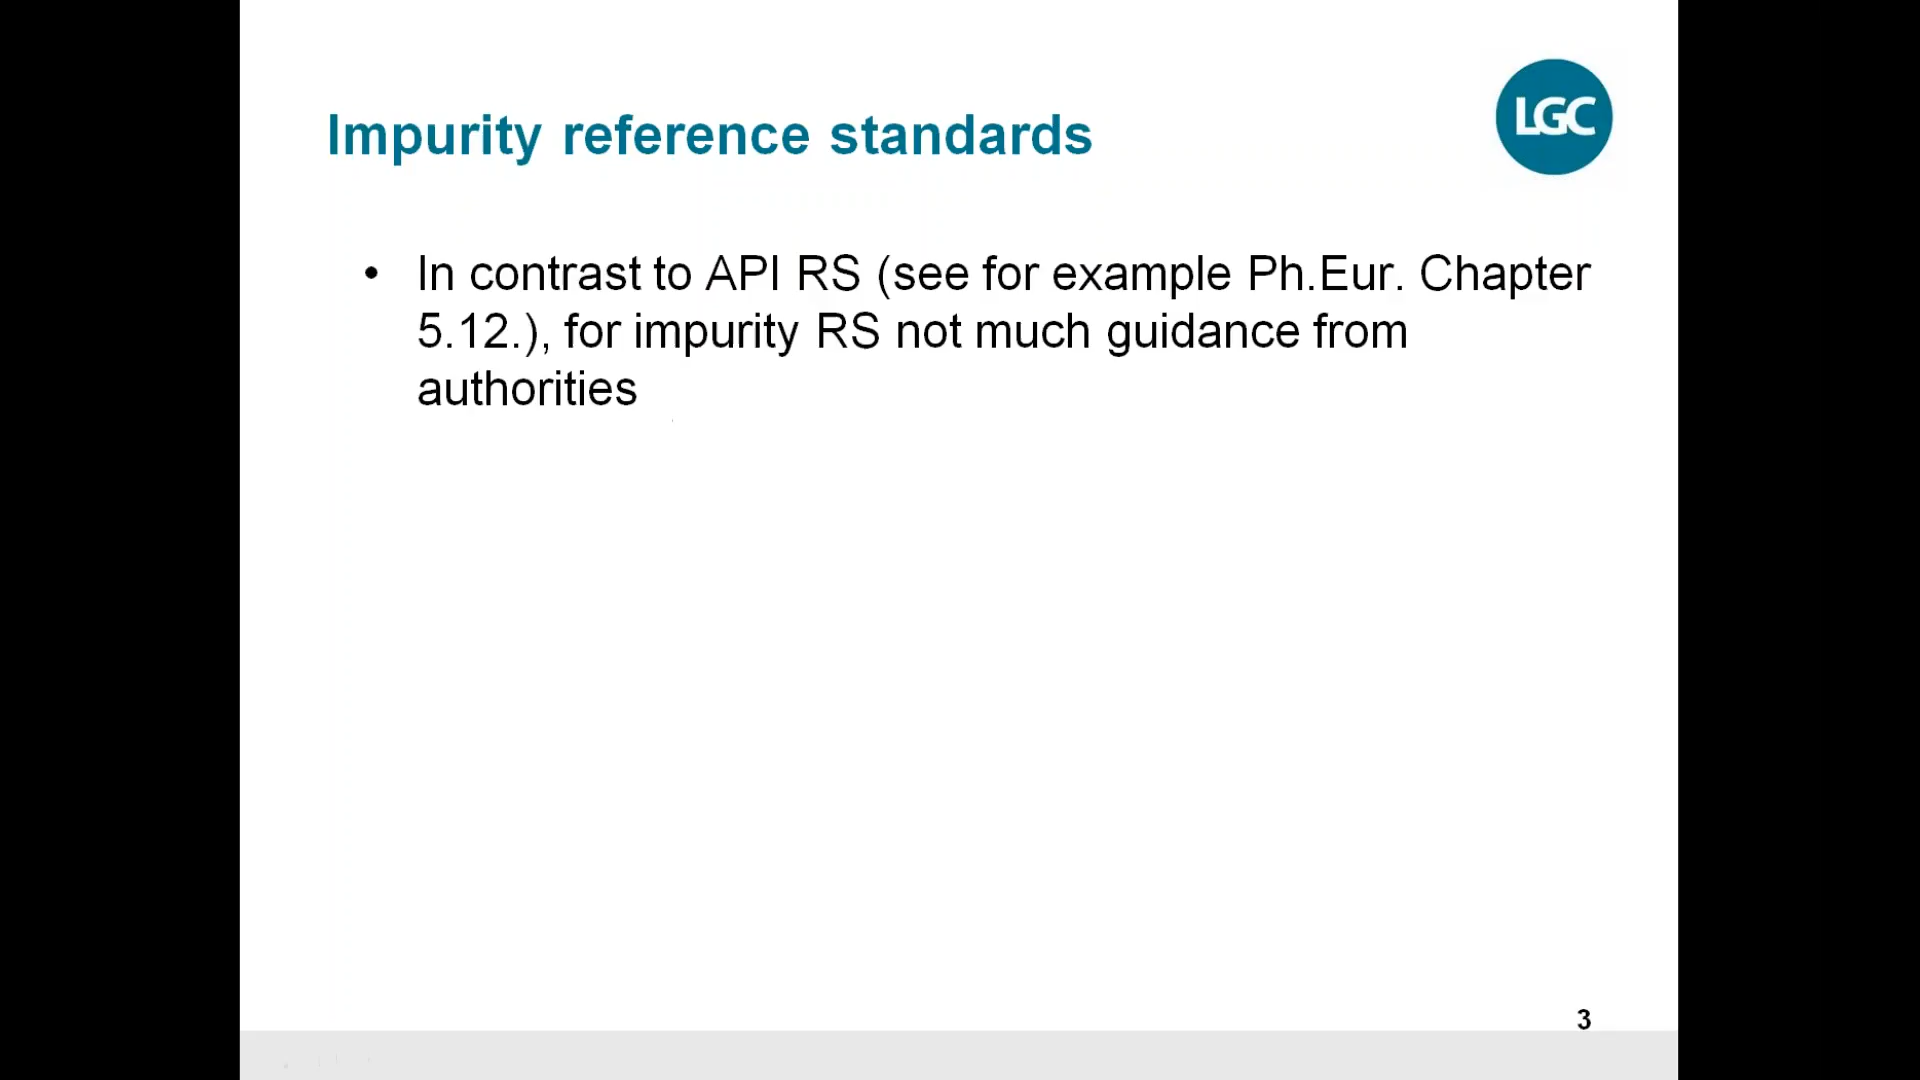 Impurity reference standards
LGC
• In contrast to API RS (see for example Ph.Eur. Chapter
5.12.), for impurity RS not much guidance from
authorities
3